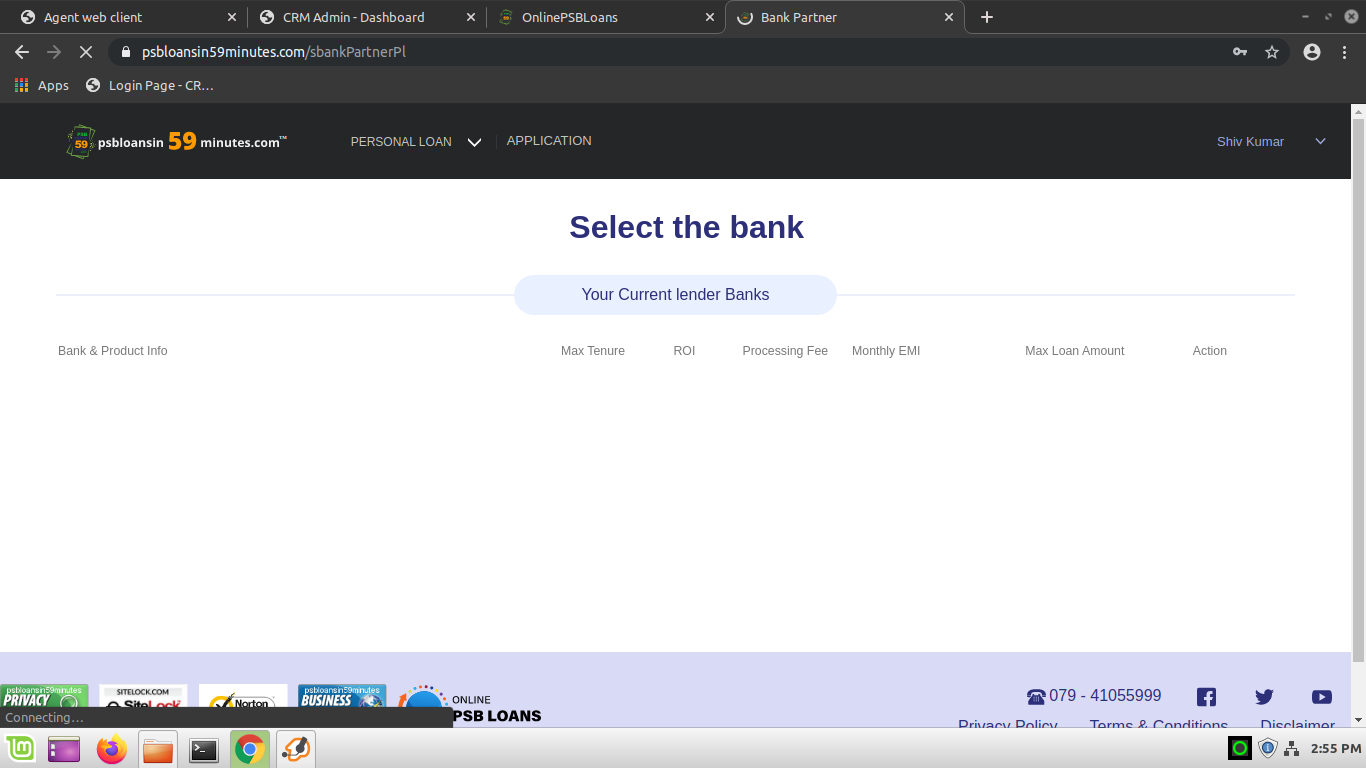 Agent web client
CRM Admin - Dashboard
OnlinePSBLoans
Bank Partner
psbloansin59minutes.com/sbankPartnerPl
Apps
Login Page - CR…
PSB
59
psbloansin 59 minutes.com™
PERSONAL LOAN
APPLICATION
Shiv Kumar
Select the bank
Your Current lender Banks
Bank & Product Info
Max Tenure
ROI
Processing Fee
Monthly EMI
Max Loan Amount
Action
psbloansin59minutes
PRIVACY
SITELOCK.COM
SiteLock
Norton
psbloansin59minutes
BUSINESS
ONLINE
PSB LOANS
079 - 41055999
Privacy Policy
Terms & Conditions
Disclaimer
Connecting…
2:55 PM